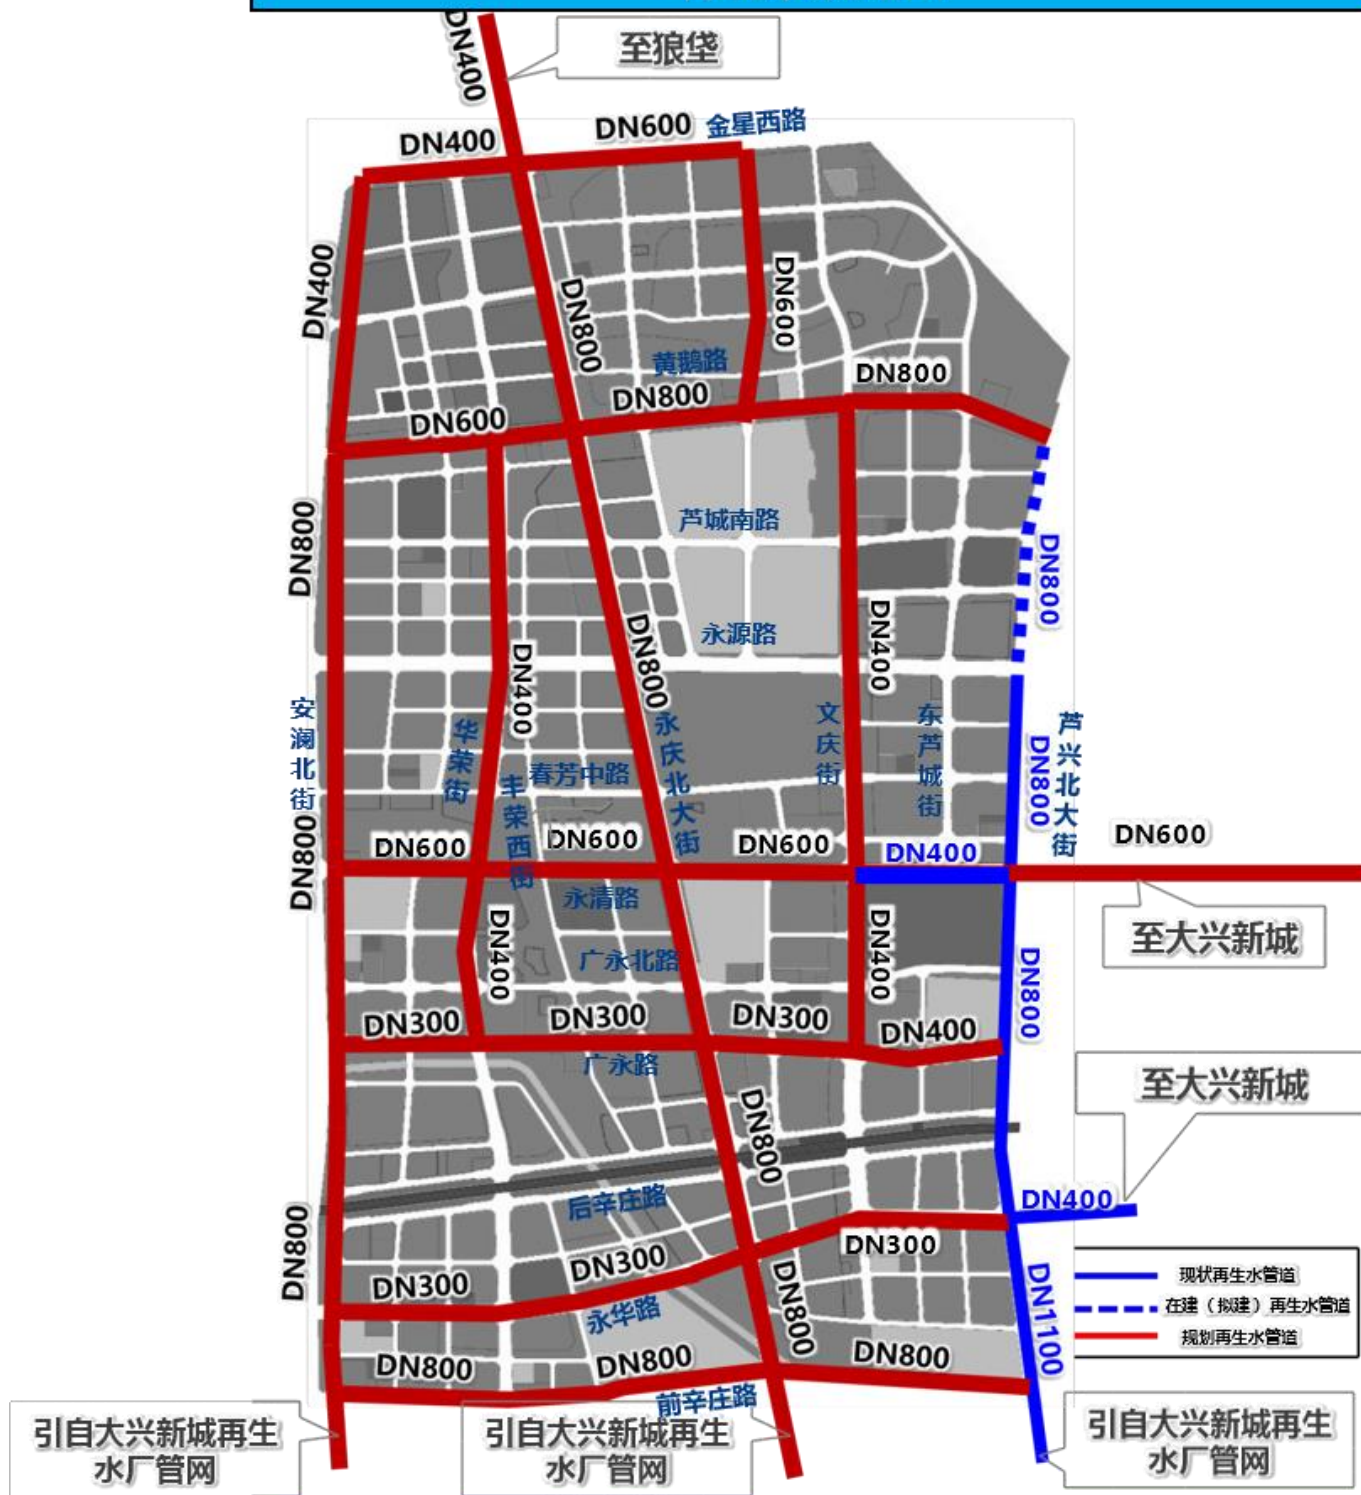 DN400
至狼垡
DN400
DN600
金星西路
DN400
DN800
DN600
黄鹅路
DN800
DN800
DN600
DN800
芦城南路
DN800
DN400
DN800
永源路
DN400
安澜北街
华荣街
永庆北大街
文庆街
东芦城街
DN800
芦兴北大街
丰荣西街
春芳中路
DN800
DN600
DN600
DN600
DN400
DN600
永清路
至大兴新城
DN400
DN400
广永北路
DN800
DN300
DN300
DN300
DN400
广永路
至大兴新城
DN800
DN400
后辛庄路
DN800
DN300
DN300
DN300
DN800
DN1100
现状再生水管道
在建（拟建）再生水管道
规划再生水管道
永华路
DN800
DN800
DN800
前辛庄路
引自大兴新城再生
水厂管网
引自大兴新城再生
水厂管网
引自大兴新城再生
水厂管网